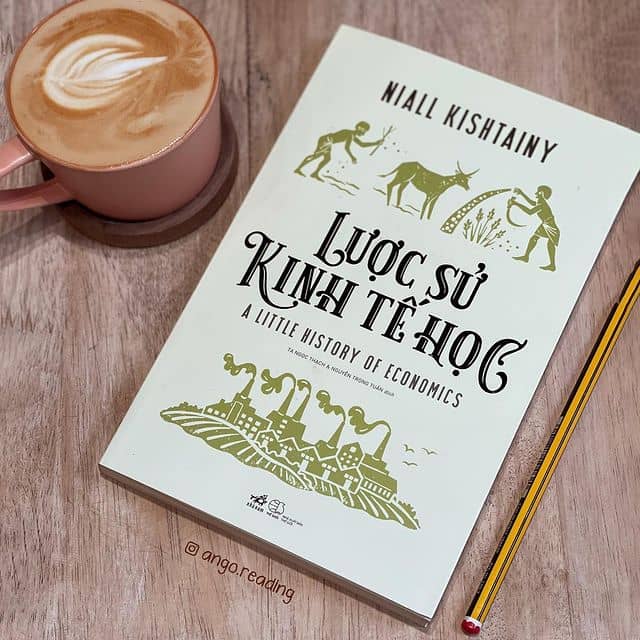 NIALL KISHTAINY
LƯỢC SỬ
KINH TẾ HỌC
A LITTLE HISTORY OF ECONOMICS
TẠ NGỌC THẠCH & NGUYỄN TRỌNG TUẤN dịch
ango.reading